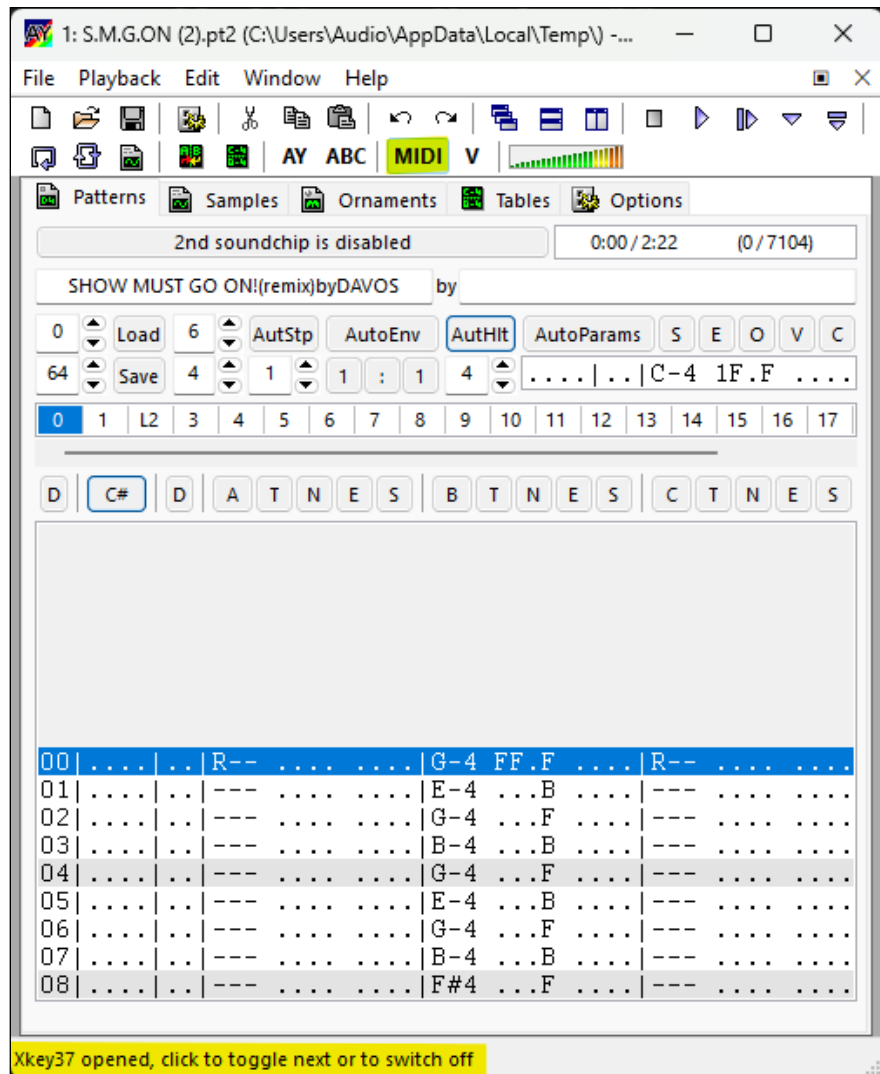 AY 1: S.M.G.ON (2).pt2 (C:\Users\Audio\AppData\Local\Temp\) -...
File Playback Edit Window Help
AY ABC MIDI V
Patterns Samples Ornaments Tables Options
2nd soundchip is disabled 0:00 / 2:22 (0 / 7104)
SHOW MUST GO ON!(remix)byDAVOS by
0 Load 6 AutStp AutoEnv AutHlt AutoParams S E O V C
64 Save 4 1 1 : 1 4 ....|..|C-4 1F.F ....
0 1 L2 3 4 5 6 7 8 9 10 11 12 13 14 15 16 17
D C# D A T N E S B T N E S C T N E S
00|....|..|R-- .... ....|G-4 FF.F ....|R-- .... ....
01|....|..|--- .... ....|E-4 ...B ....|--- .... ....
02|....|..|--- .... ....|G-4 ...F ....|--- .... ....
03|....|..|--- .... ....|B-4 ...B ....|--- .... ....
04|....|..|--- .... ....|G-4 ...F ....|--- .... ....
05|....|..|--- .... ....|E-4 ...B ....|--- .... ....
06|....|..|--- .... ....|G-4 ...F ....|--- .... ....
07|....|..|--- .... ....|B-4 ...B ....|--- .... ....
08|....|..|--- .... ....|F#4 ...F ....|--- .... ....
Xkey37 opened, click to toggle next or to switch off